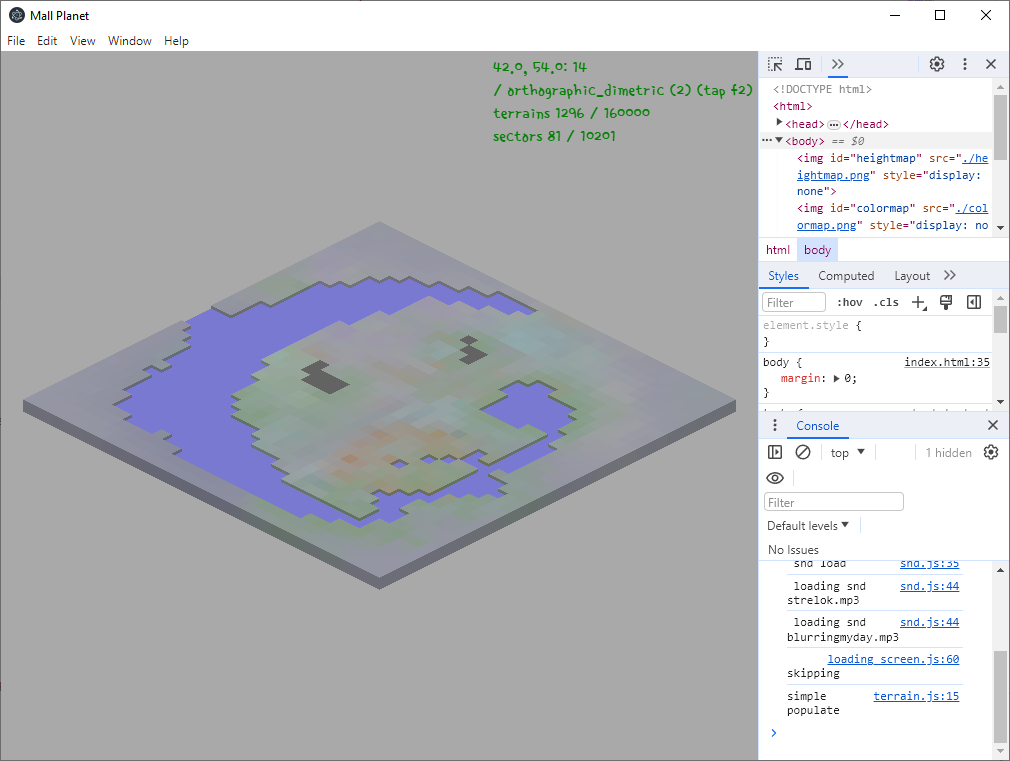 Mall Planet
File Edit View Window Help
42.0, 54.0: 14
/ orthographic_dimetric (2) (tap f2)
terrains 1296 / 160000
sectors 81 / 10201
<!DOCTYPE html>
<html>
<head> ⋯ </head>
<body> == $0
<img id="heightmap" src="./he
ightmap.png" style="display:
none">
<img id="colormap" src="./col
ormap.png" style="display: no
html body
Styles Computed Layout
Filter :hov .cls
element.style {
}
body { index.html:35
margin: 0;
}
Console
top 1 hidden
Filter
Default levels
No Issues
snd load snd.js:35
loading snd snd.js:44
strelok.mp3
loading snd snd.js:44
blurringmyday.mp3
loading screen.js:60
skipping
simple terrain.js:15
populate